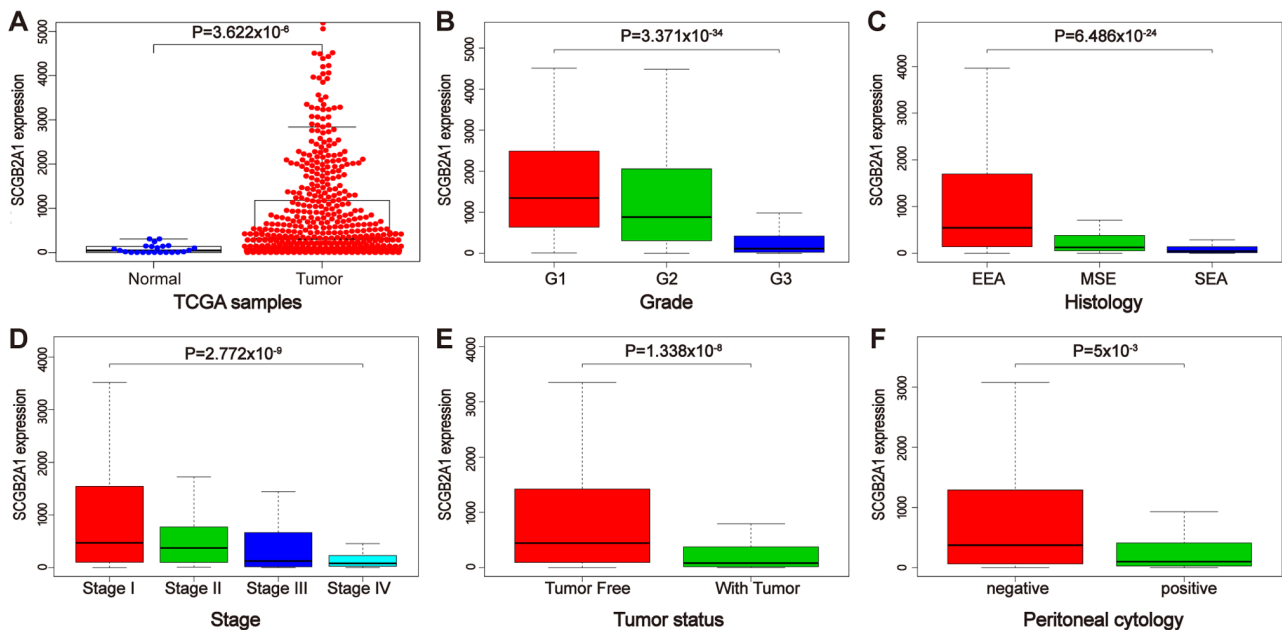 A
P=3.622x10⁻⁶
SCGB2A1 expression
5000
4000
3000
2000
1000
0
Normal
Tumor
TCGA samples
B
P=3.371x10⁻³⁴
SCGB2A1 expression
5000
4000
3000
2000
1000
0
G1
G2
G3
Grade
C
P=6.486x10⁻²⁴
SCGB2A1 expression
4000
3000
2000
1000
0
EEA
MSE
SEA
Histology
D
P=2.772x10⁻⁹
SCGB2A1 expression
4000
3000
2000
1000
0
Stage I
Stage II
Stage III
Stage IV
Stage
E
P=1.338x10⁻⁸
SCGB2A1 expression
4000
3000
2000
1000
0
Tumor Free
With Tumor
Tumor status
F
P=5x10⁻³
SCGB2A1 expression
3000
2000
1000
0
negative
positive
Peritoneal cytology